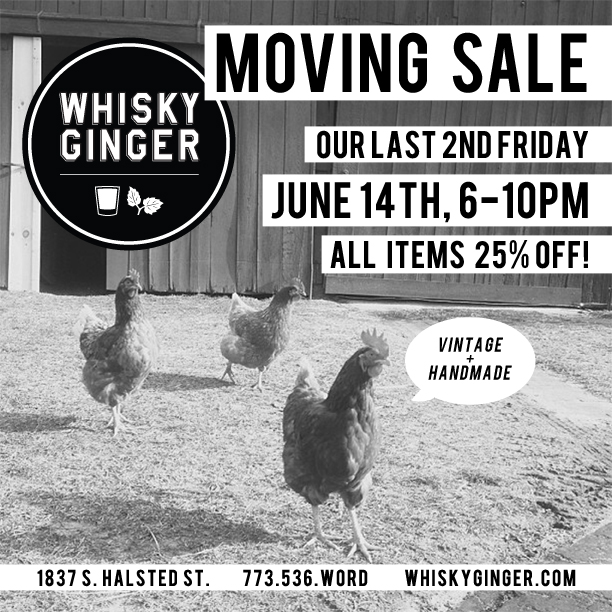 MOVING SALE
WHISKY
GINGER
OUR LAST 2ND FRIDAY
JUNE 14TH, 6-10PM
ALL ITEMS 25% OFF!
VINTAGE
+
HANDMADE
1837 S. HALSTED ST. 773.536.WORD WHISKYGINGER.COM